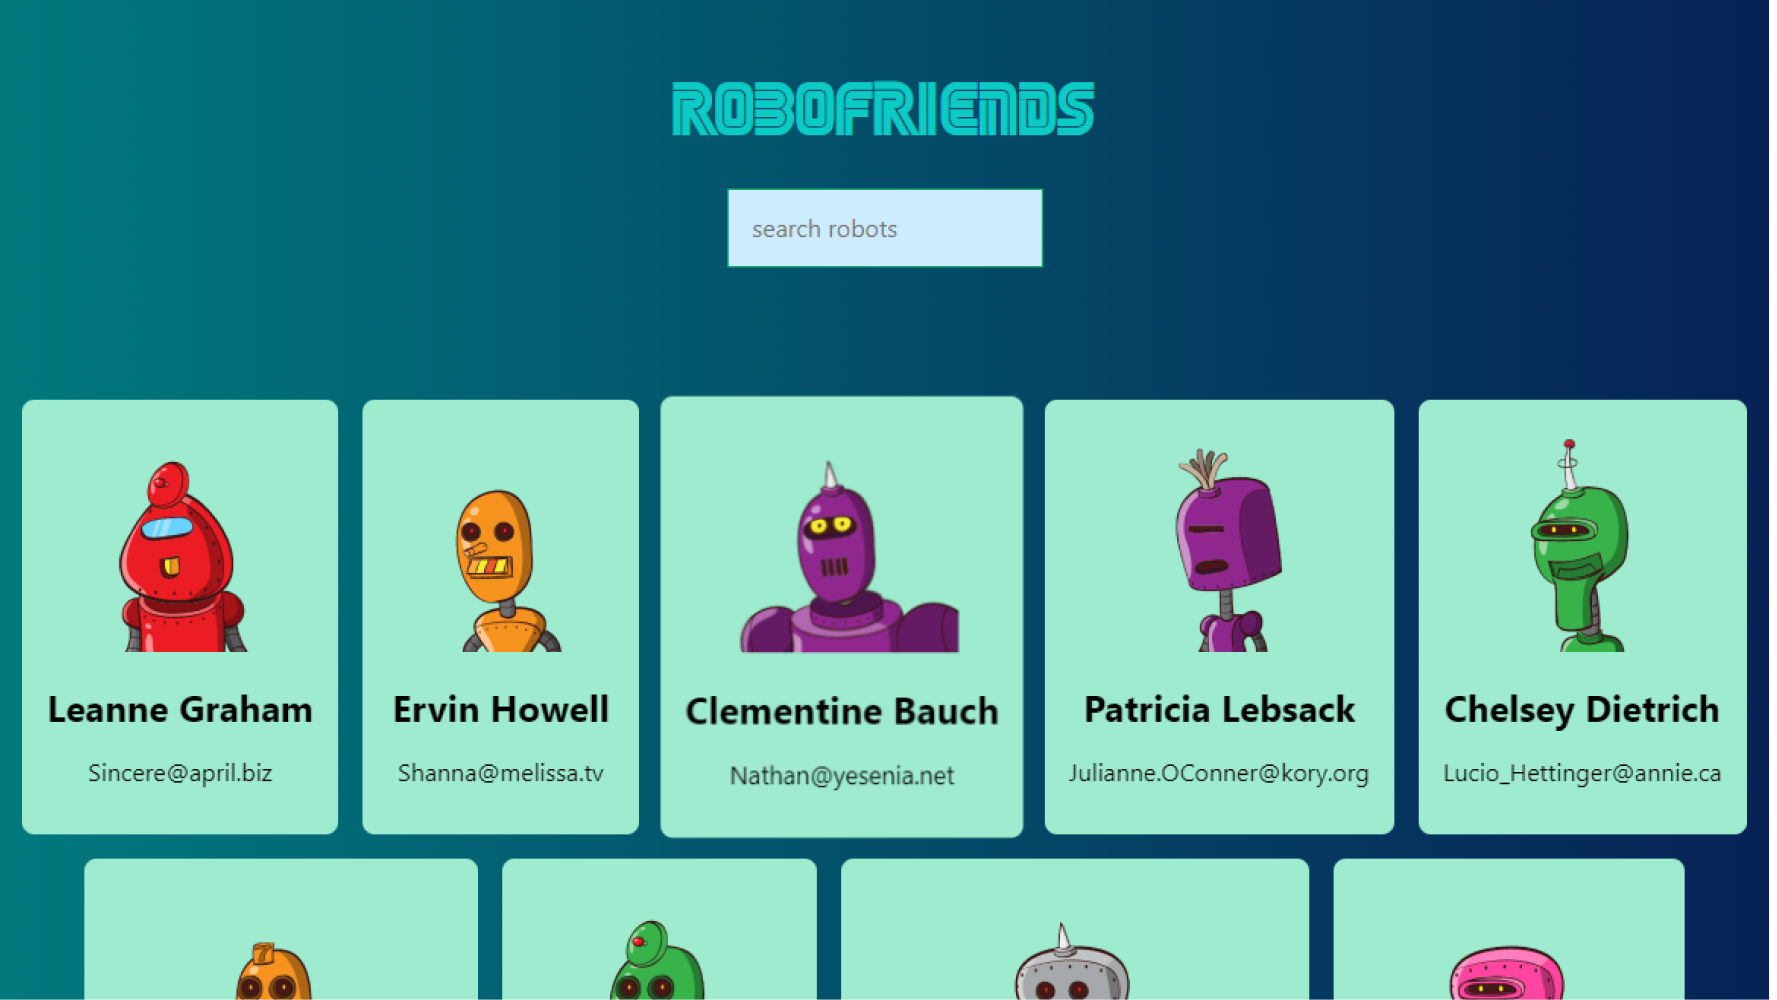 ROBOFRIENDS
search robots
Leanne Graham
Sincere@april.biz
Ervin Howell
Shanna@melissa.tv
Clementine Bauch
Nathan@yesenia.net
Patricia Lebsack
Julianne.OConner@kory.org
Chelsey Dietrich
Lucio_Hettinger@annie.ca
7